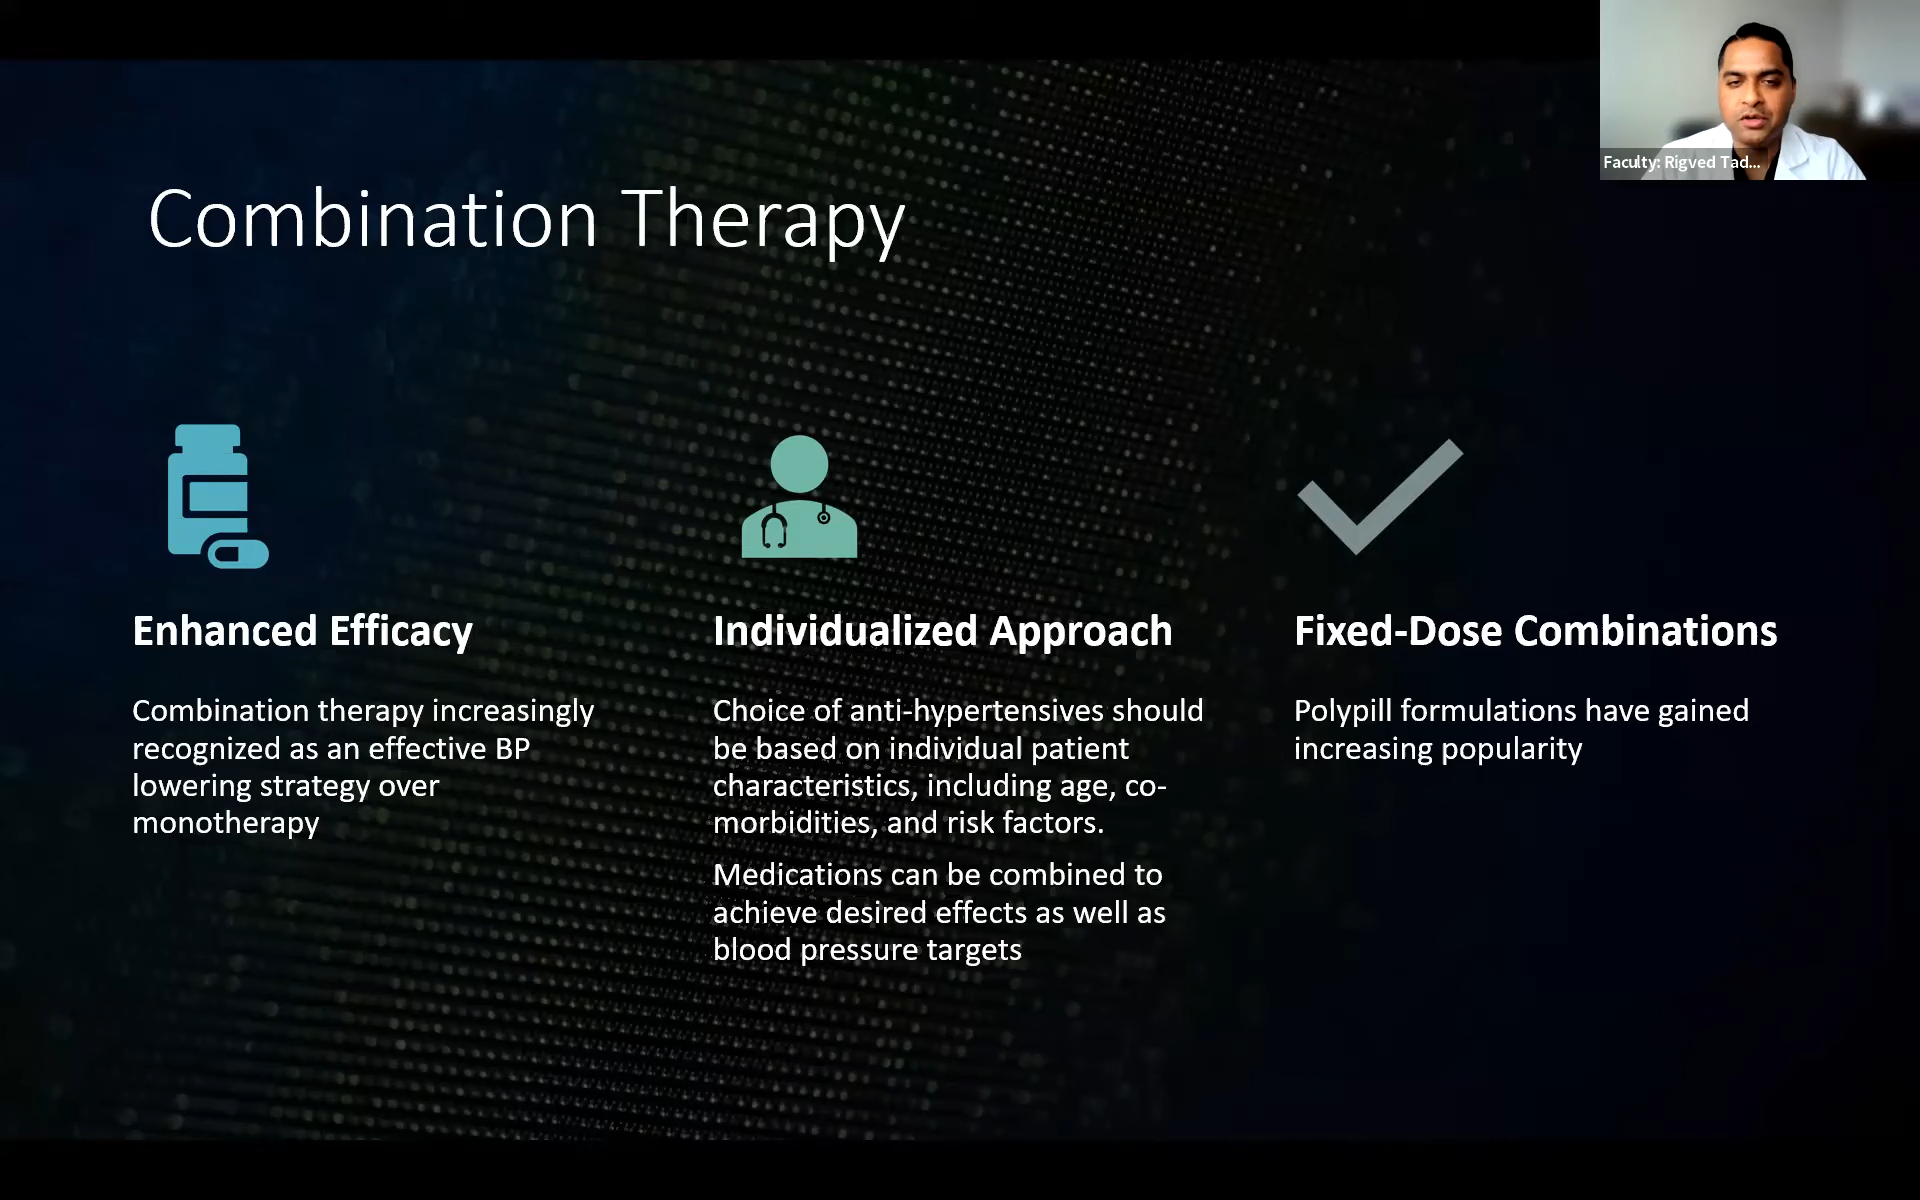 Faculty: Rigved Tad...
Combination Therapy
Enhanced Efficacy
Combination therapy increasingly
recognized as an effective BP
lowering strategy over
monotherapy
Individualized Approach
Choice of anti-hypertensives should
be based on individual patient
characteristics, including age, co-
morbidities, and risk factors.
Medications can be combined to
achieve desired effects as well as
blood pressure targets
Fixed-Dose Combinations
Polypill formulations have gained
increasing popularity